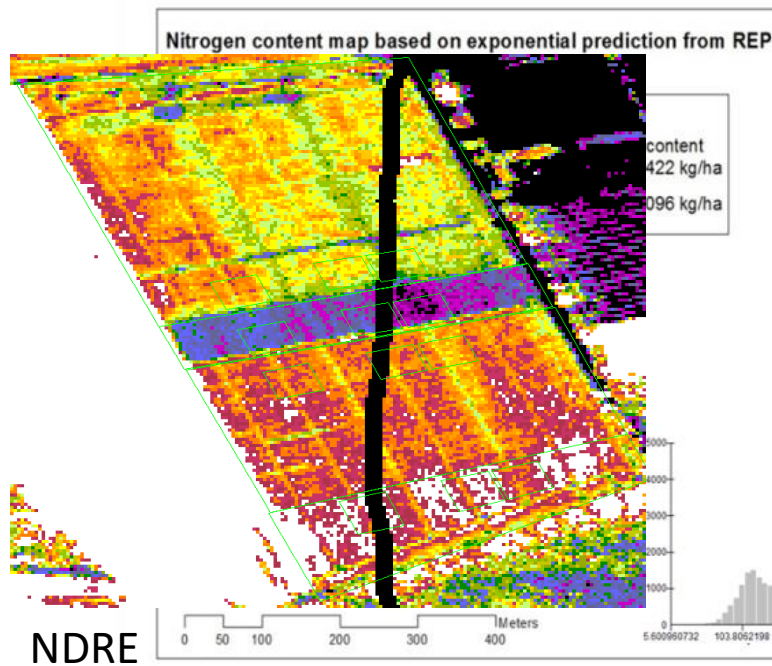 Nitrogen content map based on exponential prediction from REP
content
422 kg/ha
096 kg/ha
5000
4000
3000
2000
1000
0
5.600960732 103.8062198
Meters
0 50 100 200 300 400
NDRE